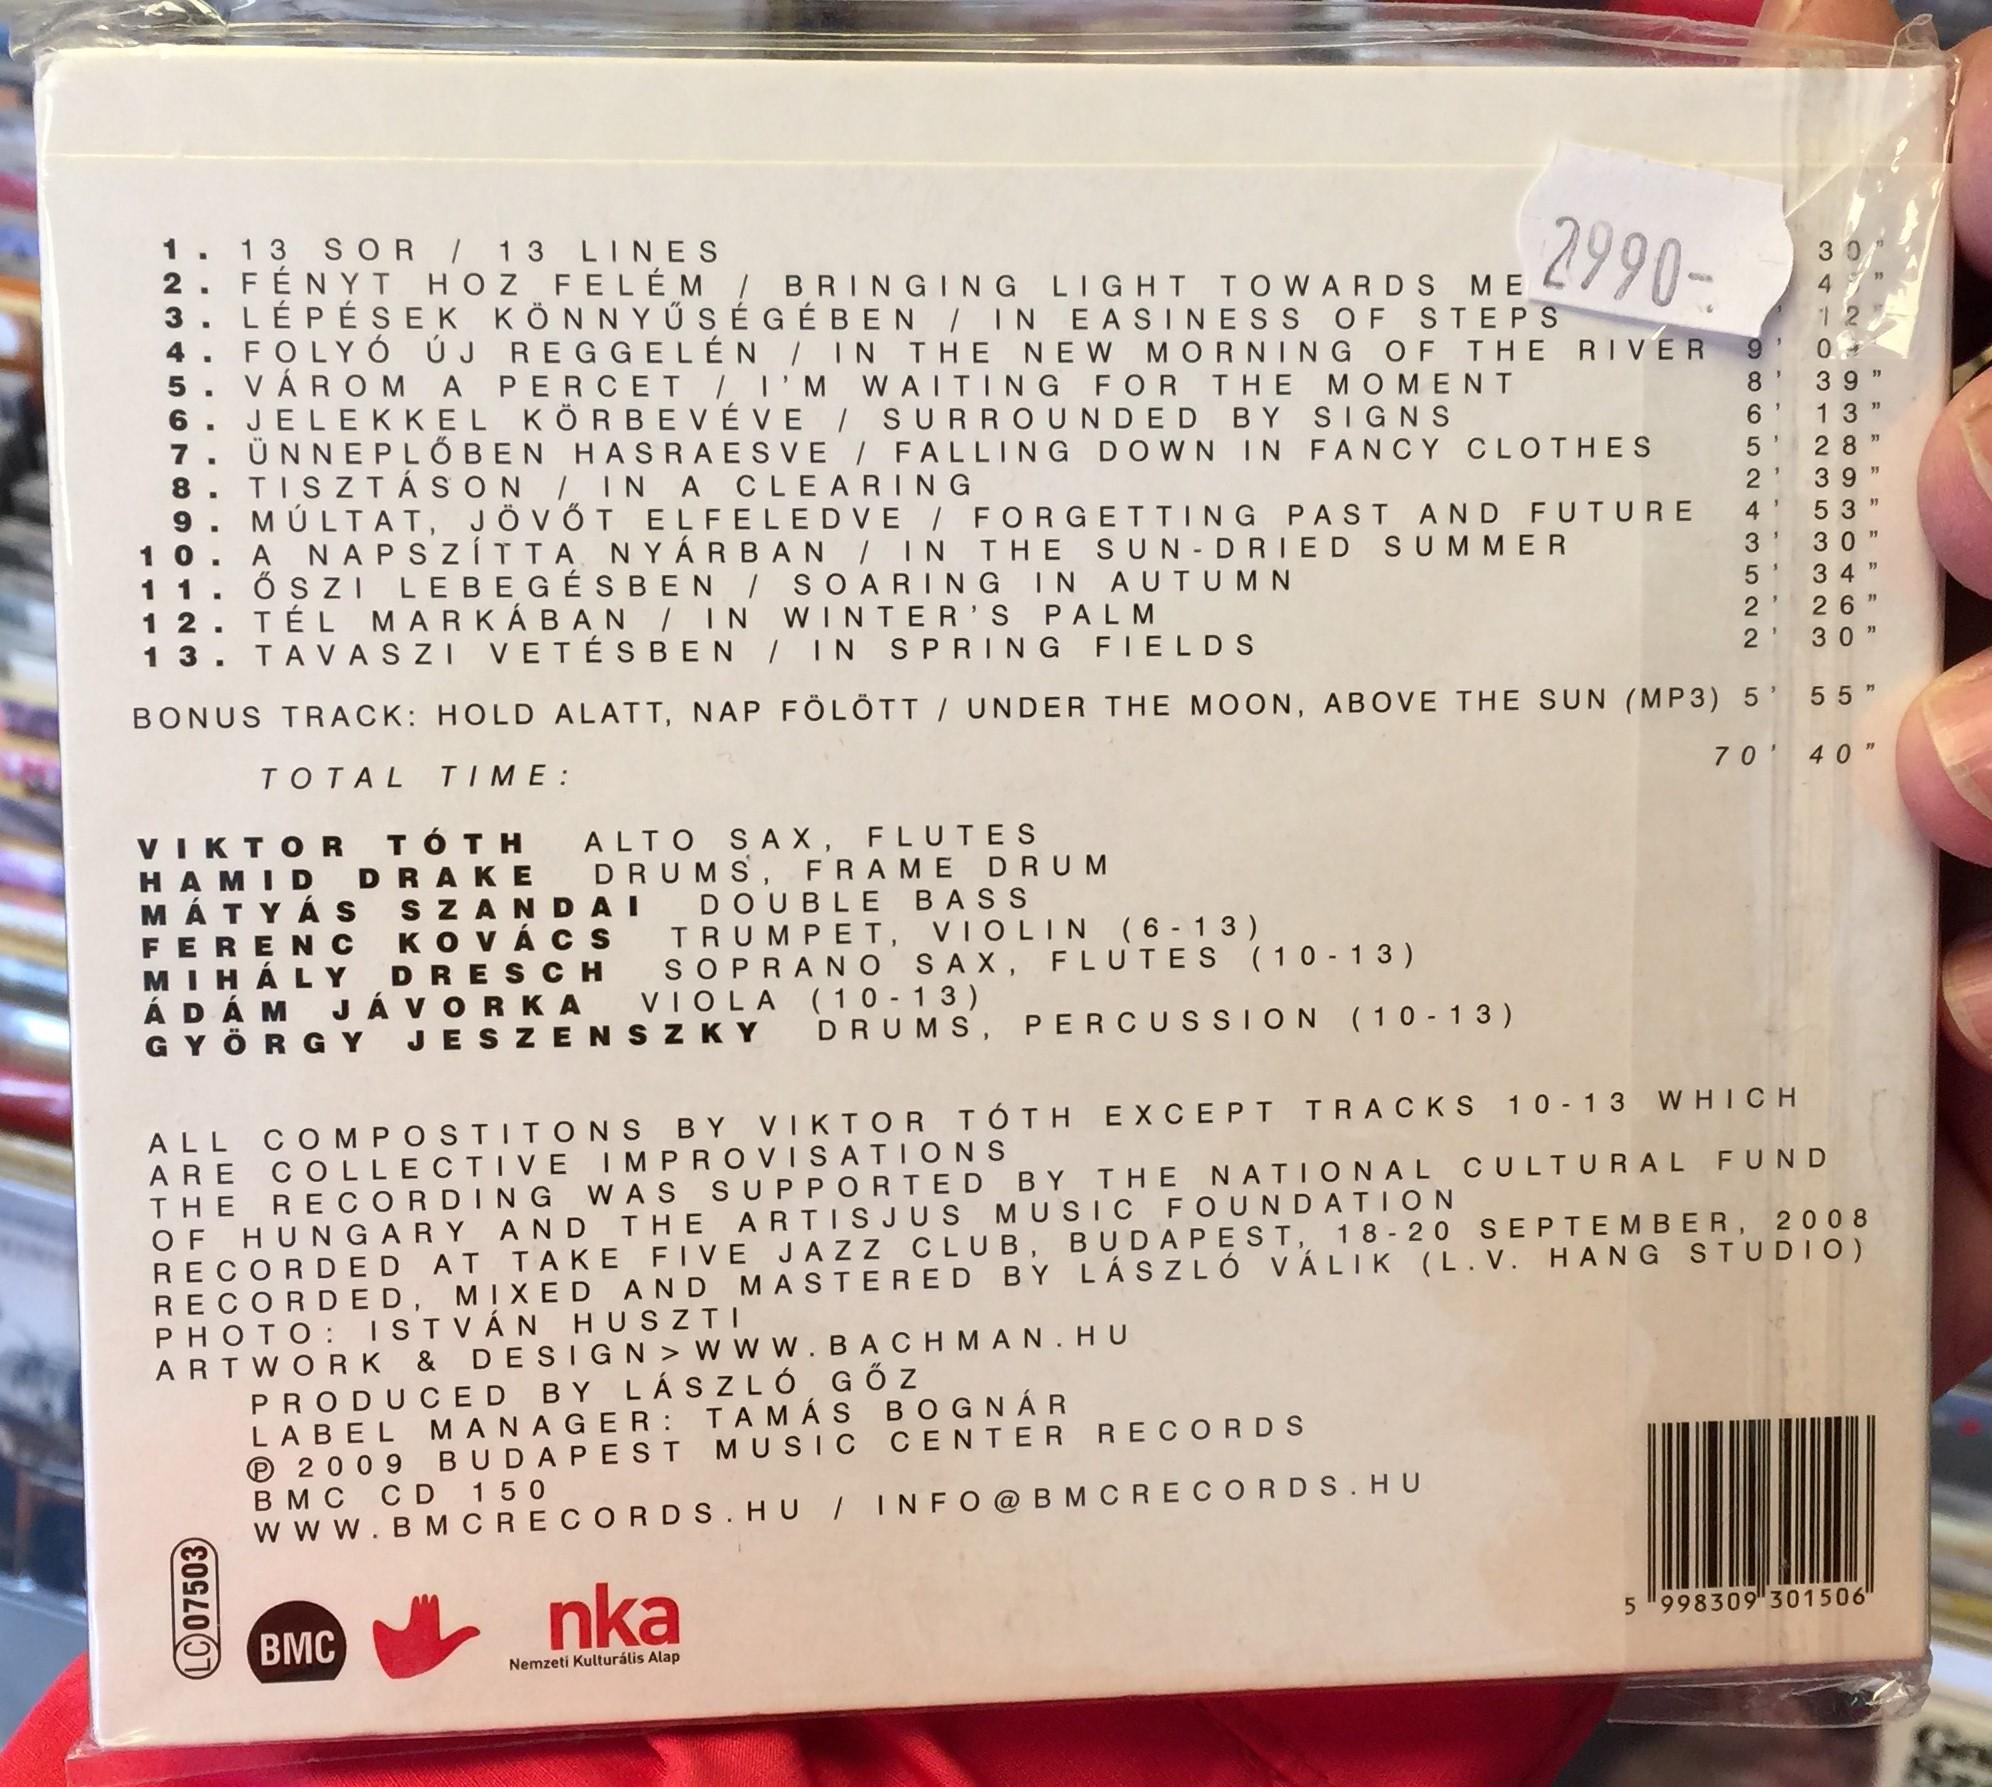 1. 13 SOR / 13 LINES 30"
2. FÉNYT HOZ FELÉM / BRINGING LIGHT TOWARDS ME
3. LÉPÉSEK KÖNNYŰSÉGÉBEN / IN EASINESS OF STEPS 12"
4. FOLYÓ ÚJ REGGELÉN / IN THE NEW MORNING OF THE RIVER 9'
5. VÁROM A PERCET / I'M WAITING FOR THE MOMENT 8' 39"
6. JELEKKEL KÖRBEVÉVE / SURROUNDED BY SIGNS 6' 13"
7. ÜNNEPLŐBEN HASRAESVE / FALLING DOWN IN FANCY CLOTHES 5' 28"
8. TISZTÁSON / IN A CLEARING 2' 39"
9. MÚLTAT, JÖVŐT ELFELEDVE / FORGETTING PAST AND FUTURE 4' 53"
10. A NAPSZÍTTA NYÁRBAN / IN THE SUN-DRIED SUMMER 3' 30"
11. ŐSZI LEBEGÉSBEN / SOARING IN AUTUMN 5' 34"
12. TÉL MARKÁBAN / IN WINTER'S PALM 2' 26"
13. TAVASZI VETÉSBEN / IN SPRING FIELDS 2' 30"
BONUS TRACK: HOLD ALATT, NAP FÖLÖTT / UNDER THE MOON, ABOVE THE SUN (MP3) 5' 55"
TOTAL TIME: 70' 40"
2990-.
VIKTOR TÓTH ALTO SAX, FLUTES
HAMID DRAKE DRUMS, FRAME DRUM
MÁTYÁS SZANDAI DOUBLE BASS
FERENC KOVÁCS TRUMPET, VIOLIN (6-13)
MIHÁLY DRESCH SOPRANO SAX, FLUTES (10-13)
ÁDÁM JÁVORKA VIOLA (10-13)
GYÖRGY JESZENSZKY DRUMS, PERCUSSION (10-13)
ALL COMPOSTITONS BY VIKTOR TÓTH EXCEPT TRACKS 10-13 WHICH
ARE COLLECTIVE IMPROVISATIONS
THE RECORDING WAS SUPPORTED BY THE NATIONAL CULTURAL FUND
OF HUNGARY AND THE ARTISJUS MUSIC FOUNDATION
RECORDED AT TAKE FIVE JAZZ CLUB, BUDAPEST, 18-20 SEPTEMBER, 2008
RECORDED, MIXED AND MASTERED BY LÁSZLÓ VÁLIK (L.V. HANG STUDIO)
PHOTO: ISTVÁN HUSZTI
ARTWORK & DESIGN>WWW.BACHMAN.HU
PRODUCED BY LÁSZLÓ GŐZ
LABEL MANAGER: TAMÁS BOGNÁR
℗ 2009 BUDAPEST MUSIC CENTER RECORDS
BMC CD 150
WWW.BMCRECORDS.HU / INFO@BMCRECORDS.HU
LC 07503
BMC
nka
Nemzeti Kulturális Alap
5 998309 301506